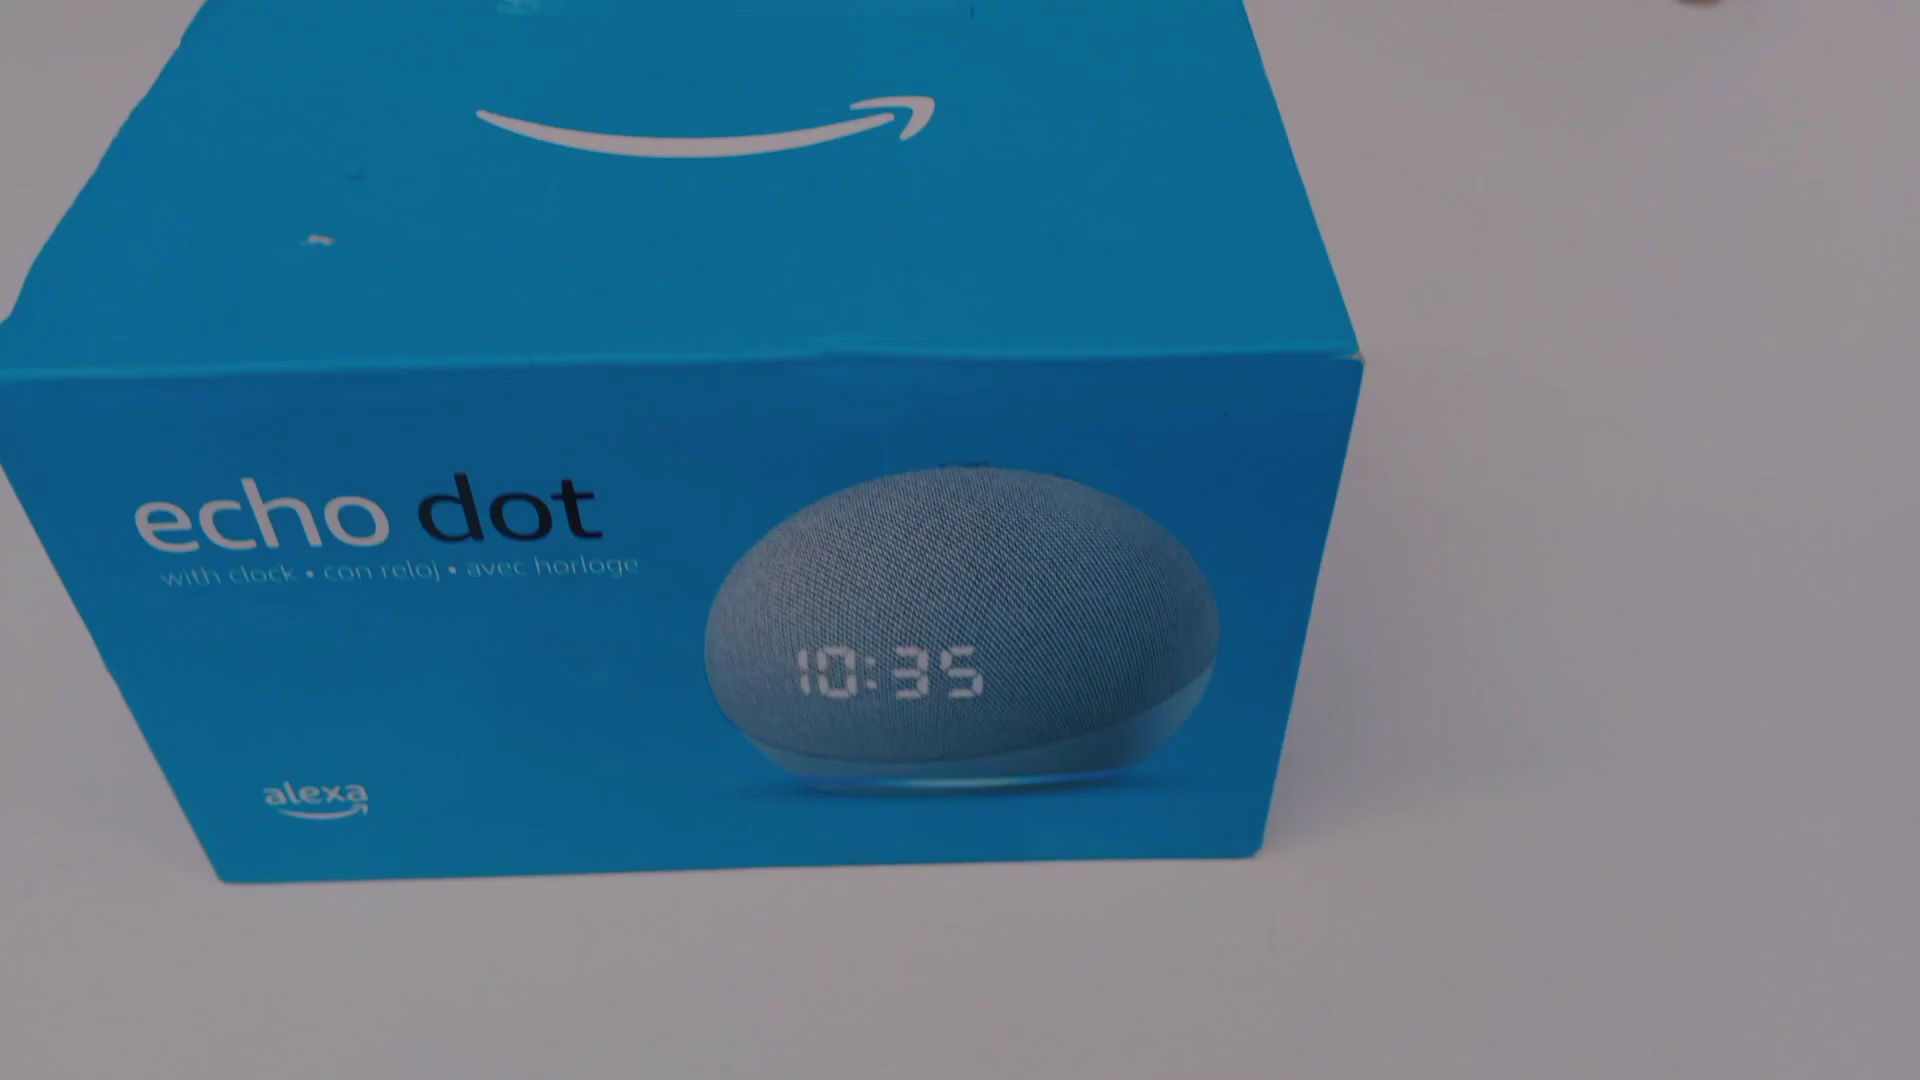 echo dot
with clock • con reloj • avec horloge
10:35
alexa